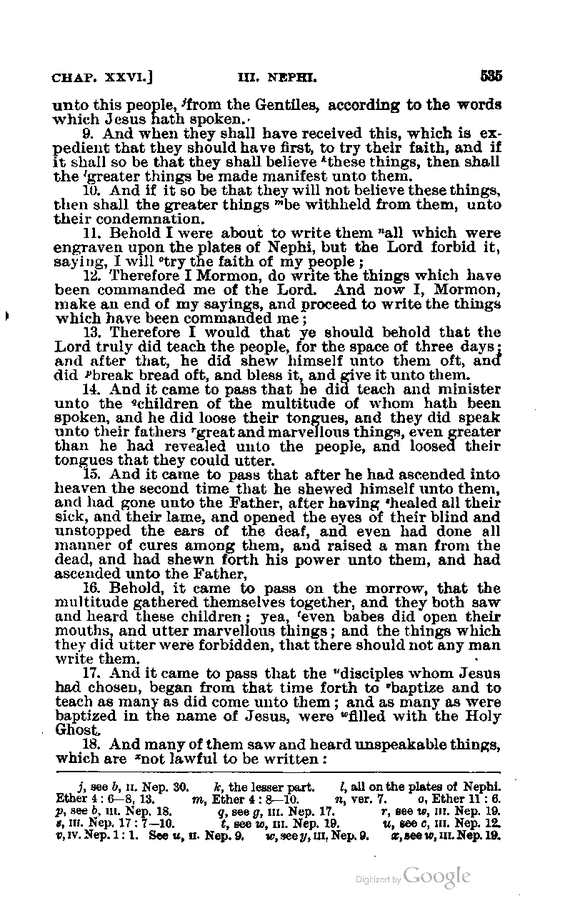 CHAP. XXVI.] III. NEPHI. 535
unto this people, jfrom the Gentiles, according to the words
which Jesus hath spoken.
9. And when they shall have received this, which is ex-
pedient that they should have first, to try their faith, and if
it shall so be that they shall believe kthese things, then shall
the lgreater things be made manifest unto them.
10. And if it so be that they will not believe these things,
then shall the greater things mbe withheld from them, unto
their condemnation.
11. Behold I were about to write them nall which were
engraven upon the plates of Nephi, but the Lord forbid it,
saying, I will otry the faith of my people ;
12. Therefore I Mormon, do write the things which have
been commanded me of the Lord. And now I, Mormon,
make an end of my sayings, and proceed to write the things
which have been commanded me ;
13. Therefore I would that ye should behold that the
Lord truly did teach the people, for the space of three days;
and after that, he did shew himself unto them oft, and
did pbreak bread oft, and bless it, and give it unto them.
14. And it came to pass that he did teach and minister
unto the qchildren of the multitude of whom hath been
spoken, and he did loose their tongues, and they did speak
unto their fathers rgreat and marvellous things, even greater
than he had revealed unto the people, and loosed their
tongues that they could utter.
15. And it came to pass that after he had ascended into
heaven the second time that he shewed himself unto them,
and had gone unto the Father, after having shealed all their
sick, and their lame, and opened the eyes of their blind and
unstopped the ears of the deaf, and even had done all
manner of cures among them, and raised a man from the
dead, and had shewn forth his power unto them, and had
ascended unto the Father,
16. Behold, it came to pass on the morrow, that the
multitude gathered themselves together, and they both saw
and heard these children ; yea, teven babes did open their
mouths, and utter marvellous things ; and the things which
they did utter were forbidden, that there should not any man
write them.
17. And it came to pass that the udisciples whom Jesus
had chosen, began from that time forth to vbaptize and to
teach as many as did come unto them ; and as many as were
baptized in the name of Jesus, were wfilled with the Holy
Ghost.
18. And many of them saw and heard unspeakable things,
which are xnot lawful to be written :
j, see b, II. Nep. 30. k, the lesser part. l, all on the plates of Nephi.
Ether 4 : 6—8, 13. m, Ether 4 : 8—10. n, ver. 7. o, Ether 11 : 6.
p, see b, III. Nep. 18. q, see g, III. Nep. 17. r, see w, III. Nep. 19.
s, III. Nep. 17 : 7—10. t, see w, III. Nep. 19. u, see c, III. Nep. 12.
v, IV. Nep. 1 : 1. See u, II. Nep. 9. w, see y, III. Nep. 9. x, see w, III. Nep. 19.
Digitized by Google